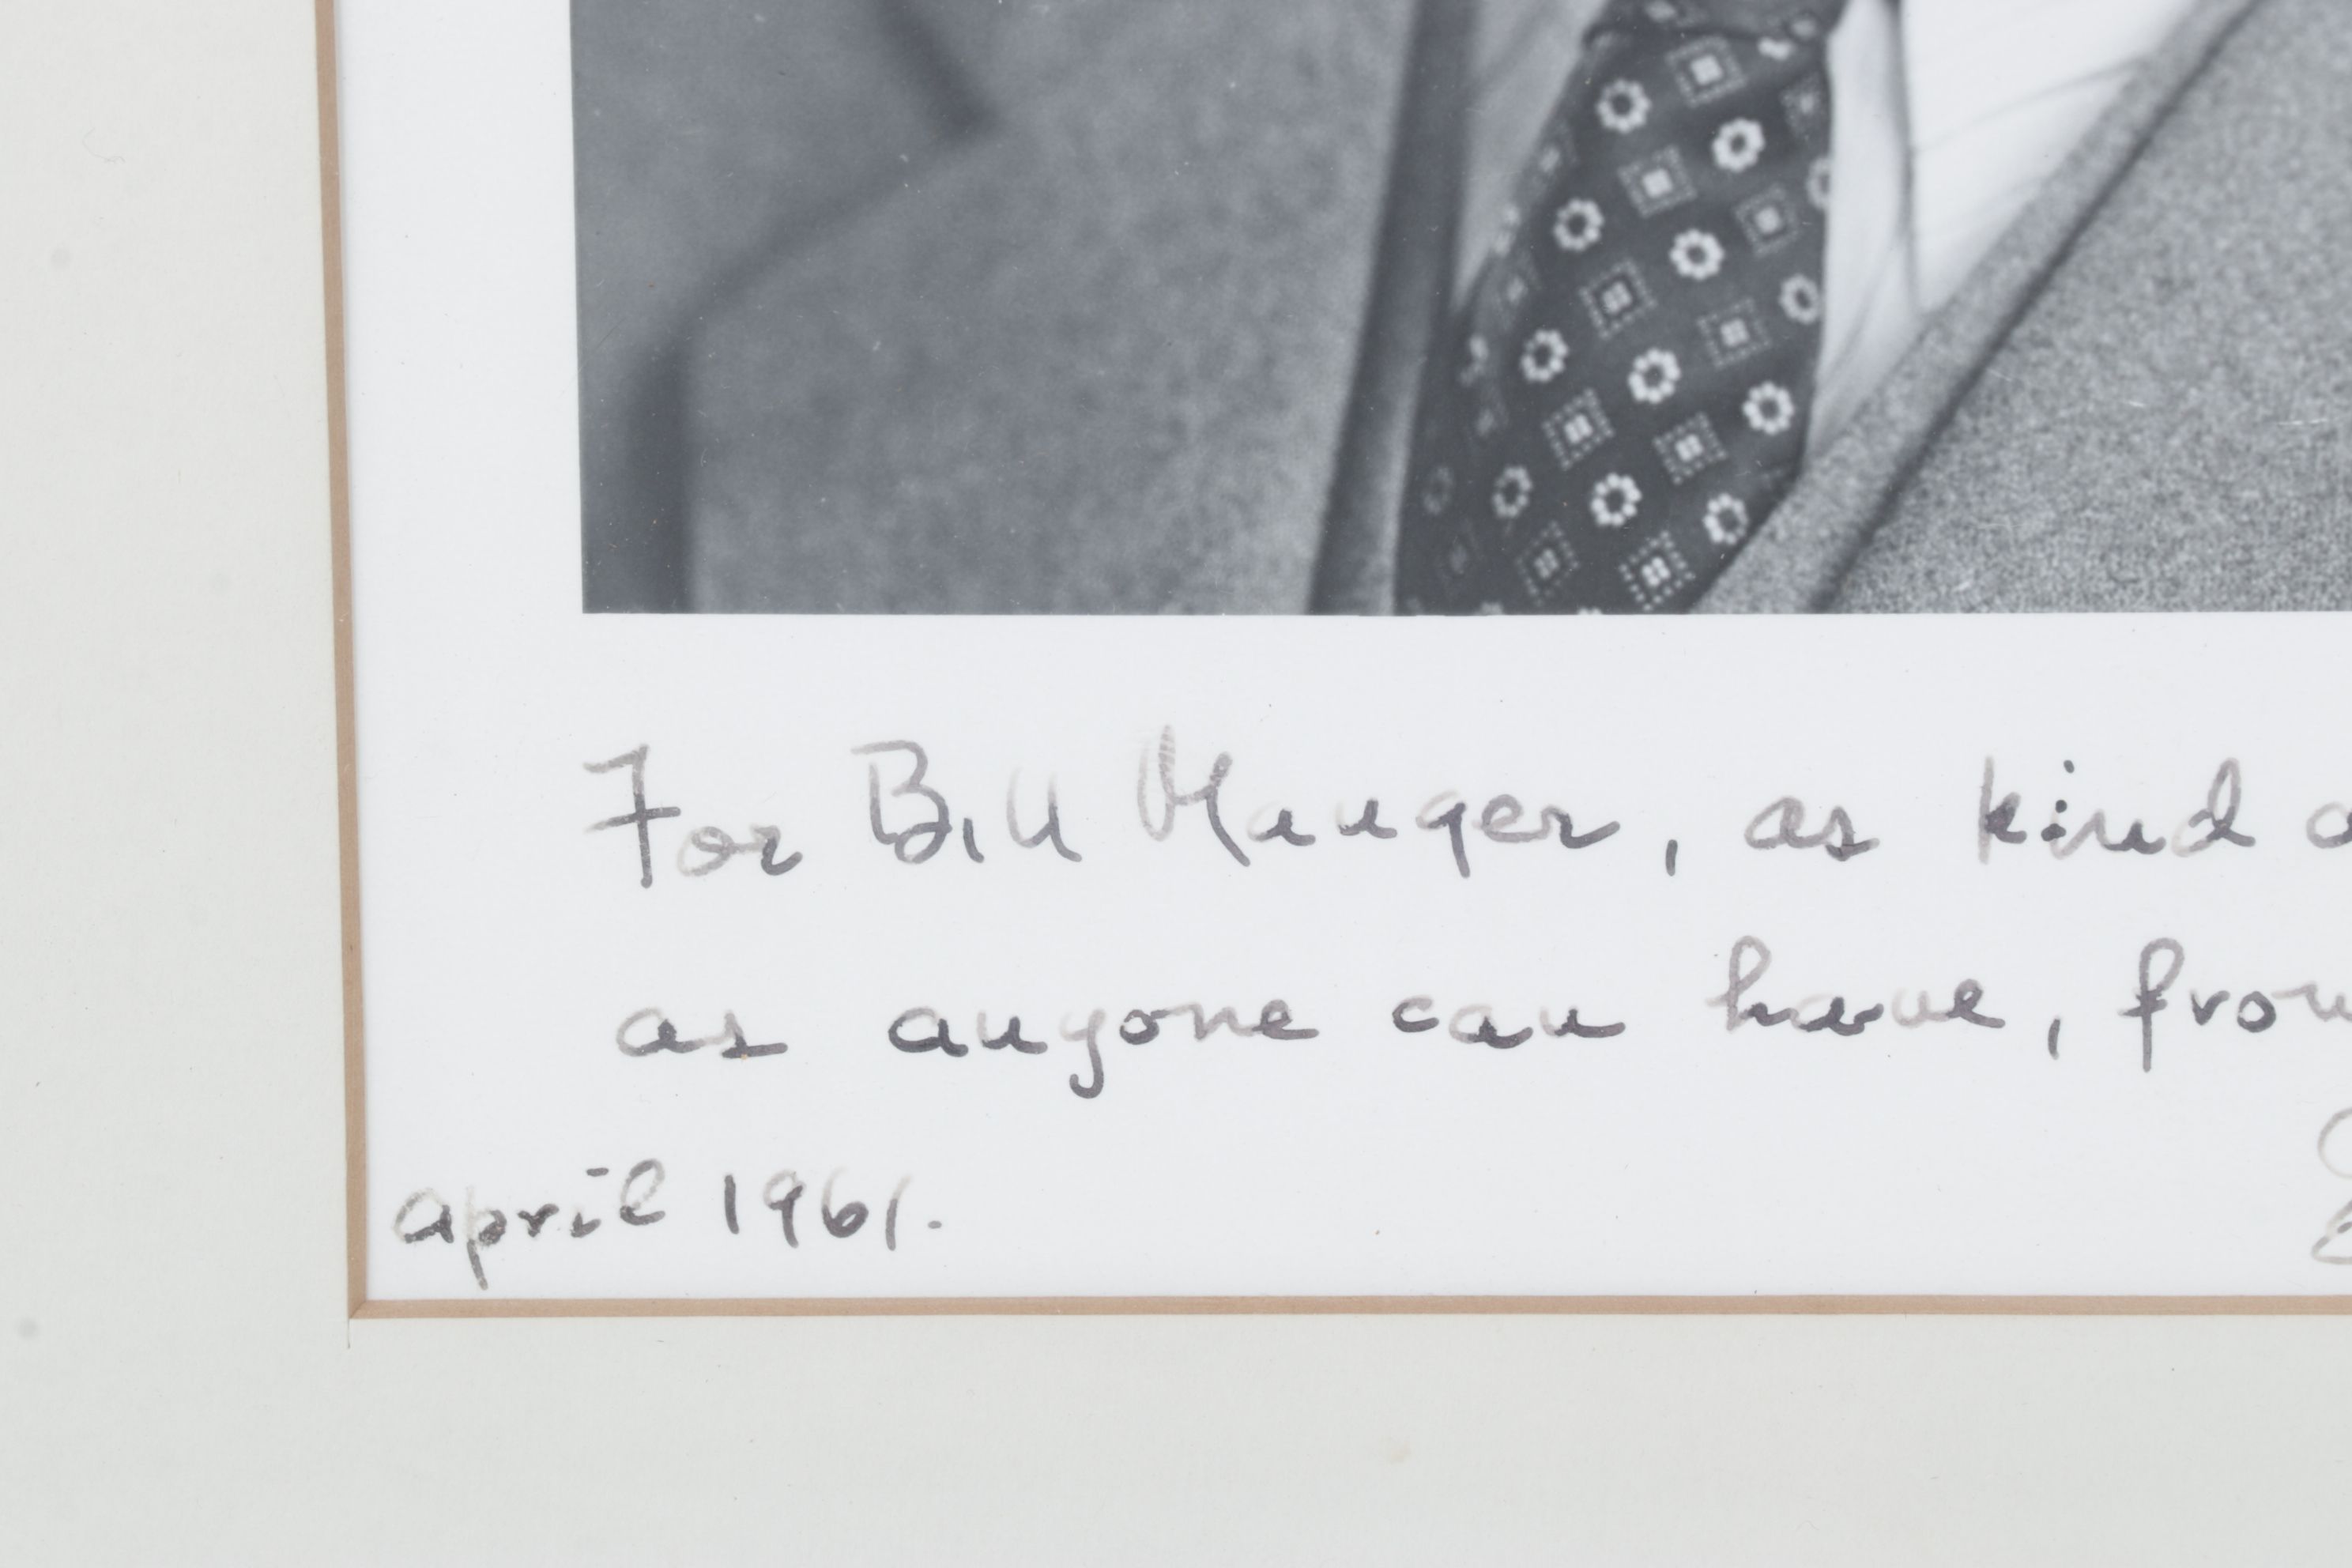 For Bill Mauger, as kind a
as anyone can have, from
april 1961.